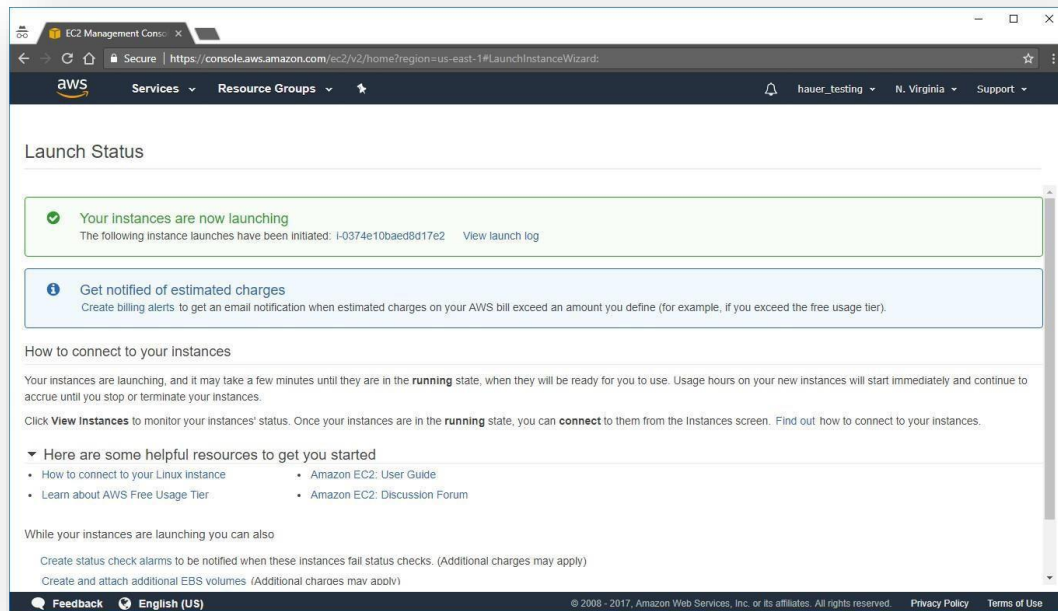 EC2 Management Conso
Secure | https://console.aws.amazon.com/ec2/v2/home?region=us-east-1#LaunchInstanceWizard:
aws Services Resource Groups hauer_testing N. Virginia Support
Launch Status
Your instances are now launching
The following instance launches have been initiated: i-0374e10baed8d17e2 View launch log
Get notified of estimated charges
Create billing alerts to get an email notification when estimated charges on your AWS bill exceed an amount you define (for example, if you exceed the free usage tier).
How to connect to your instances
Your instances are launching, and it may take a few minutes until they are in the running state, when they will be ready for you to use. Usage hours on your new instances will start immediately and continue to
accrue until you stop or terminate your instances.
Click View Instances to monitor your instances' status. Once your instances are in the running state, you can connect to them from the Instances screen. Find out how to connect to your instances.
Here are some helpful resources to get you started
• How to connect to your Linux instance • Amazon EC2: User Guide
• Learn about AWS Free Usage Tier • Amazon EC2: Discussion Forum
While your instances are launching you can also
Create status check alarms to be notified when these instances fail status checks. (Additional charges may apply)
Create and attach additional EBS volumes (Additional charges may apply)
Feedback English (US) © 2008 - 2017, Amazon Web Services, Inc. or its affiliates. All rights reserved. Privacy Policy Terms of Use